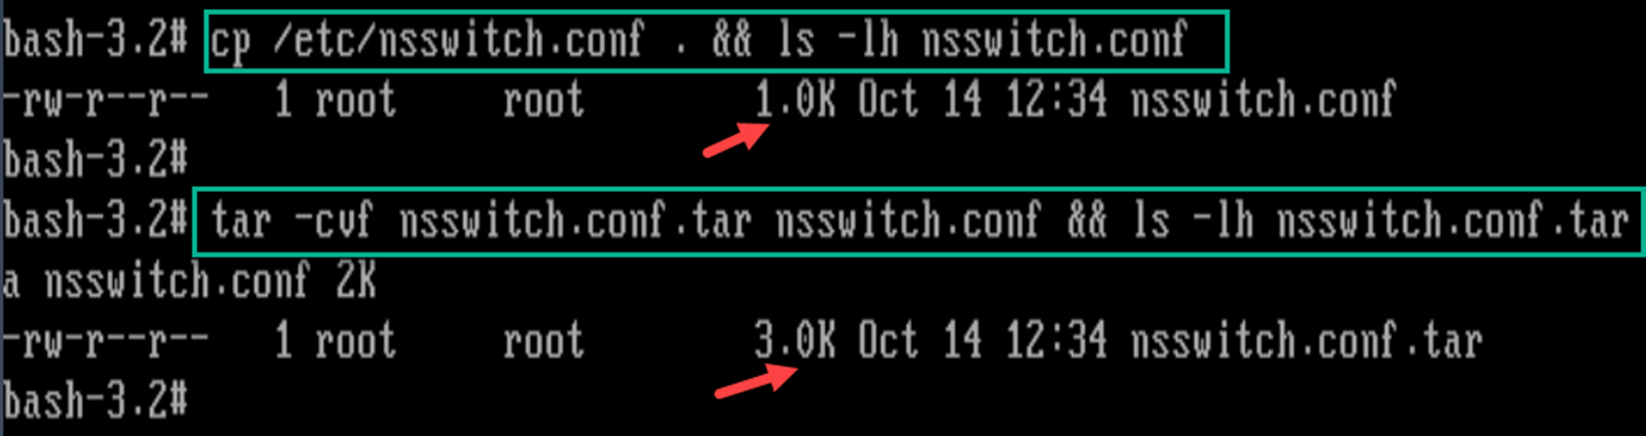 bash-3.2# cp /etc/nsswitch.conf . && ls -lh nsswitch.conf
-rw-r--r--   1 root     root        1.0K Oct 14 12:34 nsswitch.conf
bash-3.2#
bash-3.2# tar -cvf nsswitch.conf.tar nsswitch.conf && ls -lh nsswitch.conf.tar
a nsswitch.conf 2K
-rw-r--r--   1 root     root        3.0K Oct 14 12:34 nsswitch.conf.tar
bash-3.2#